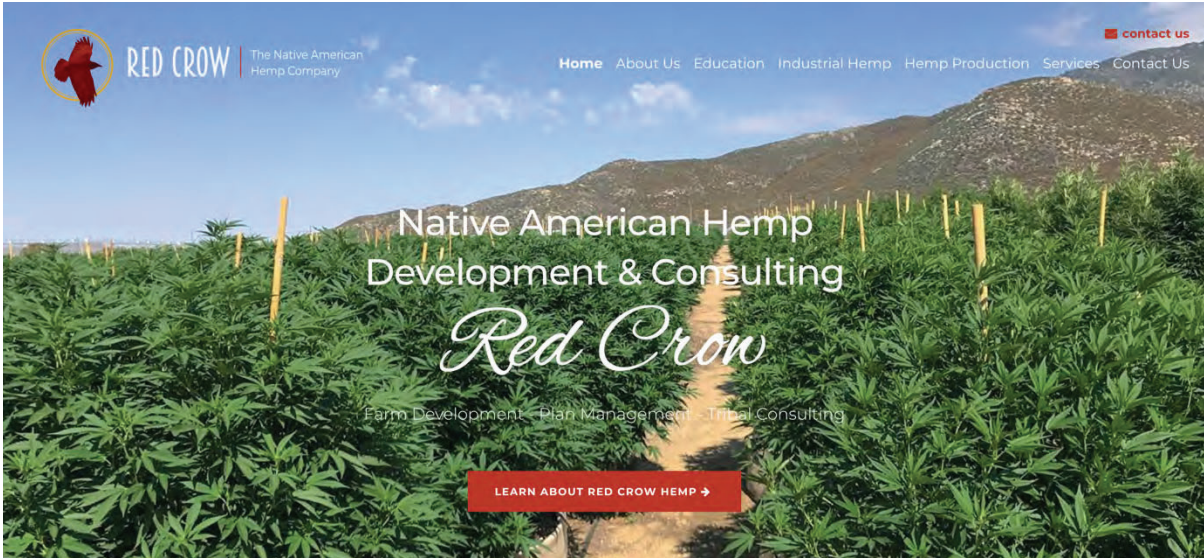 contact us
RED CROW
The Native American
Hemp Company
Home About Us Education Industrial Hemp Hemp Production Services Contact Us
Native American Hemp
Development & Consulting
Red Crow
Farm Development - Plan Management - Tribal Consulting
LEARN ABOUT RED CROW HEMP →